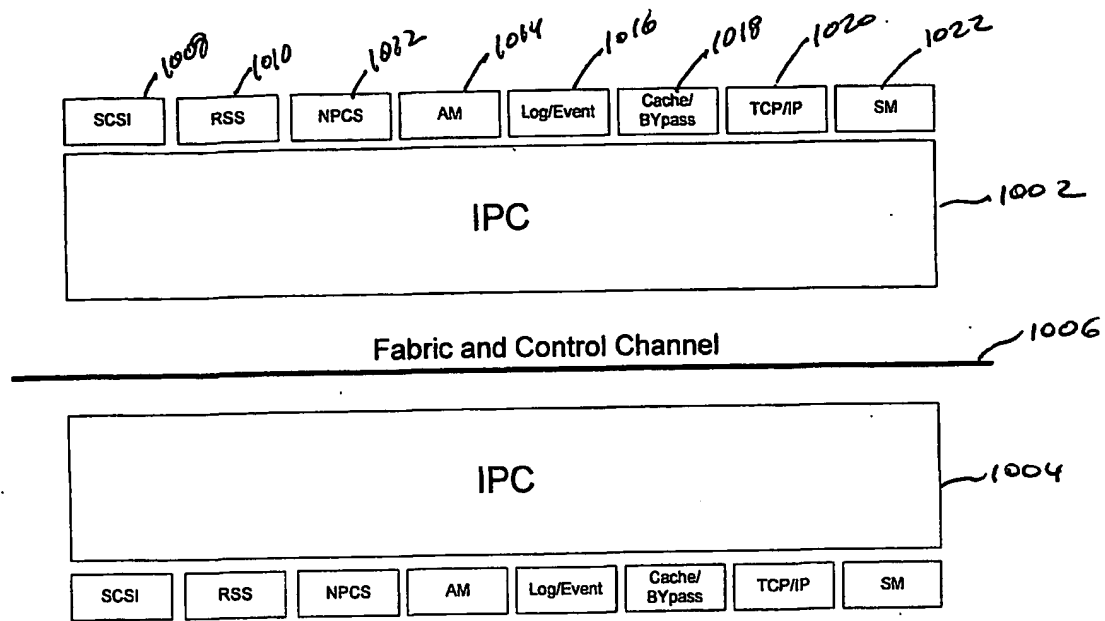 1008 1010 1012 1014 1016 1018 1020 1022
SCSI RSS NPCS AM Log/Event Cache/ BYpass TCP/IP SM
IPC
1002
Fabric and Control Channel
1006
IPC
1004
SCSI RSS NPCS AM Log/Event Cache/ BYpass TCP/IP SM